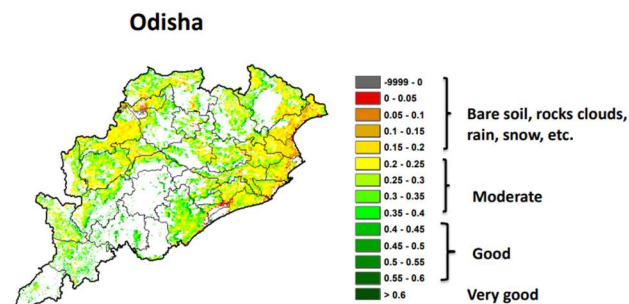 Odisha
-9999 - 0
0 - 0.05
0.05 - 0.1
0.1 - 0.15
0.15 - 0.2
0.2 - 0.25
0.25 - 0.3
0.3 - 0.35
0.35 - 0.4
0.4 - 0.45
0.45 - 0.5
0.5 - 0.55
0.55 - 0.6
> 0.6
Bare soil, rocks clouds,
rain, snow, etc.
Moderate
Good
Very good